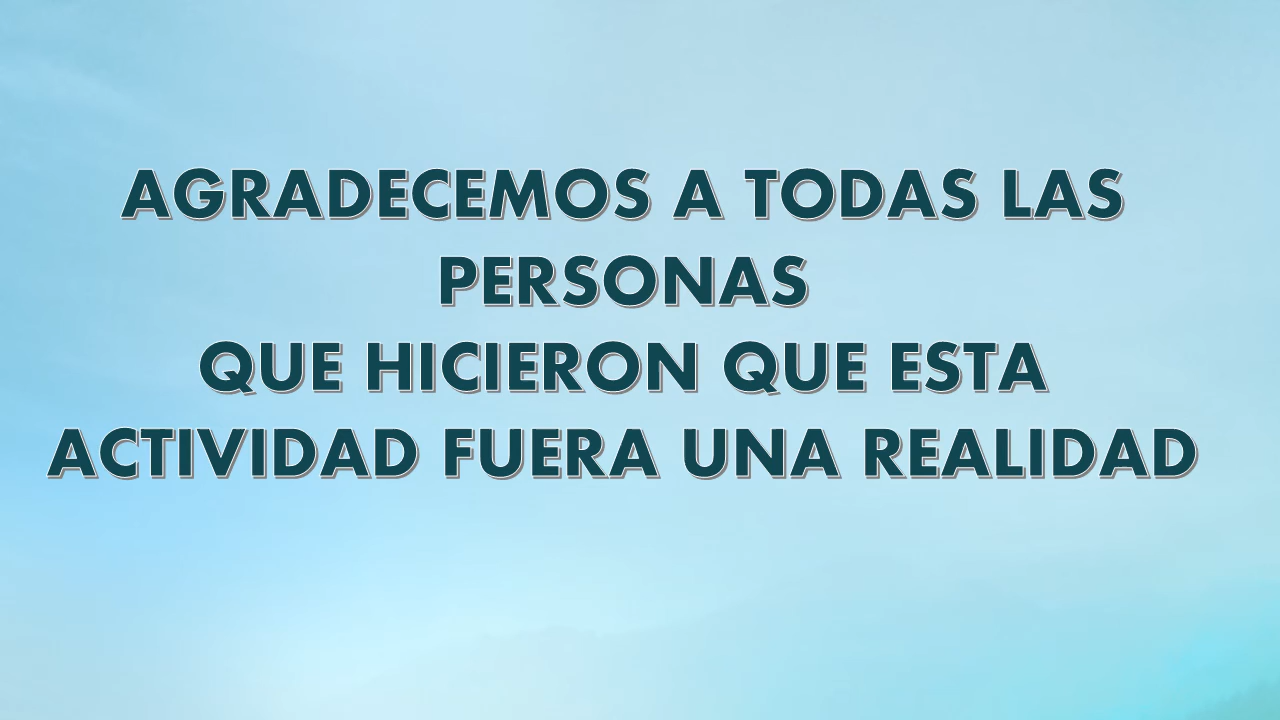 AGRADECEMOS A TODAS LAS
PERSONAS
QUE HICIERON QUE ESTA
ACTIVIDAD FUERA UNA REALIDAD